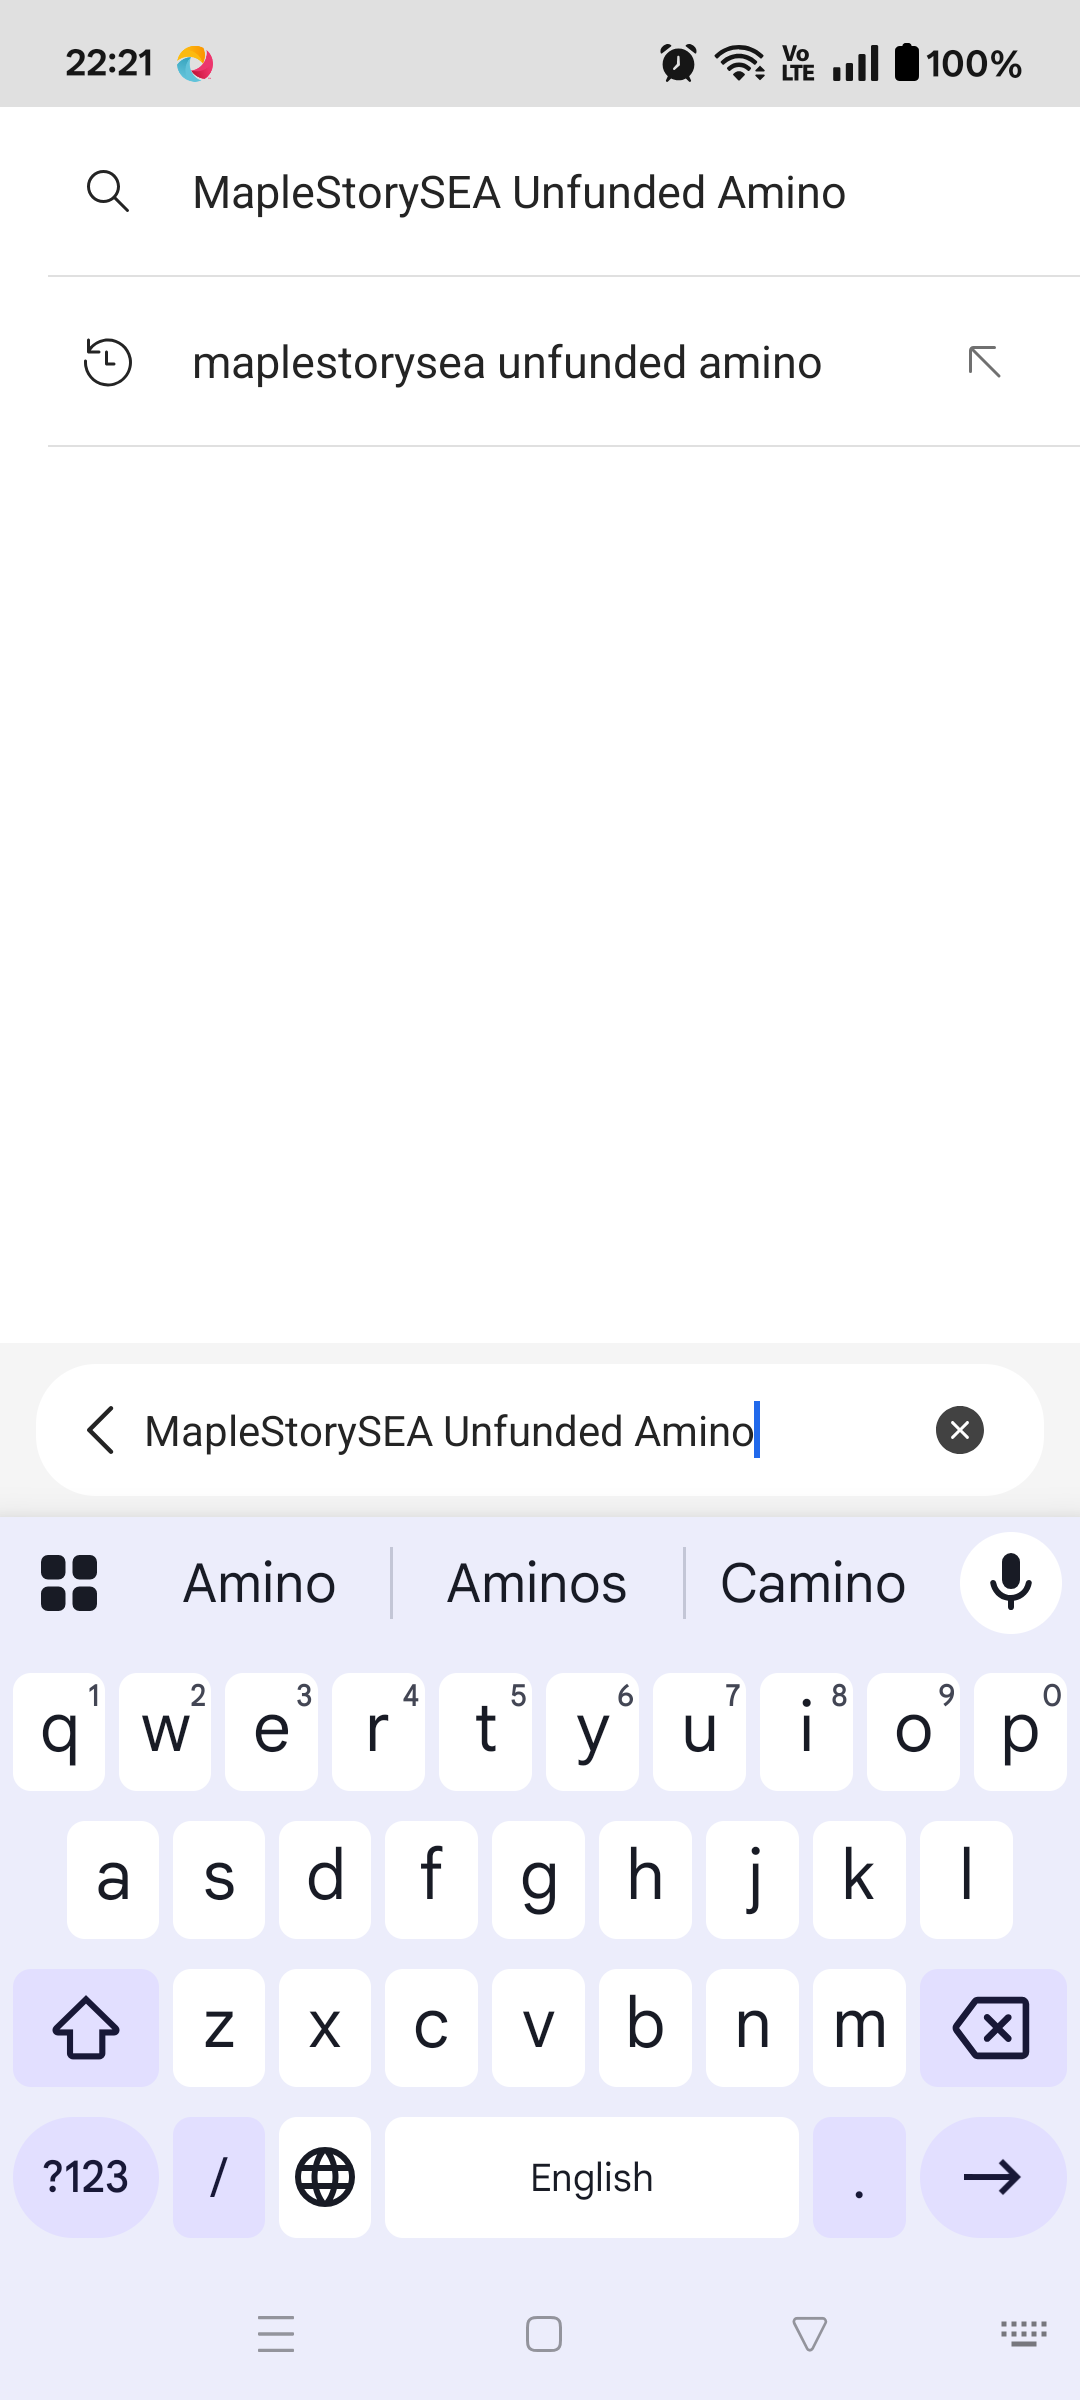 22:21
Vo
LTE
100%
MapleStorySEA Unfunded Amino
maplestorysea unfunded amino
MapleStorySEA Unfunded Amino
Amino
Aminos
Camino
q 1 w 2 e 3 r 4 t 5 y 6 u 7 i 8 o 9 p 0
a s d f g h j k l
z x c v b n m
?123 / English .